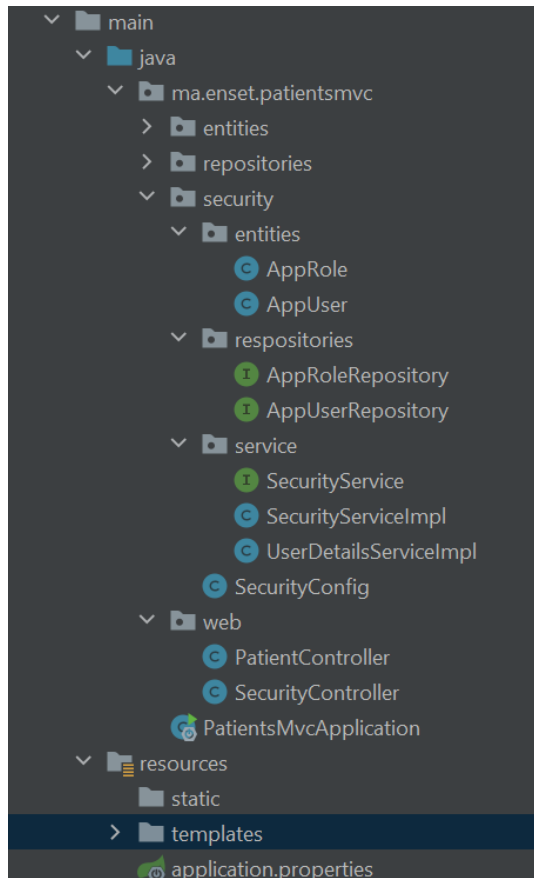 main
java
ma.enset.patientsmvc
entities
repositories
security
entities
AppRole
AppUser
respositories
AppRoleRepository
AppUserRepository
service
SecurityService
SecurityServiceImpl
UserDetailsServiceImpl
SecurityConfig
web
PatientController
SecurityController
PatientsMvcApplication
resources
static
templates
application.properties